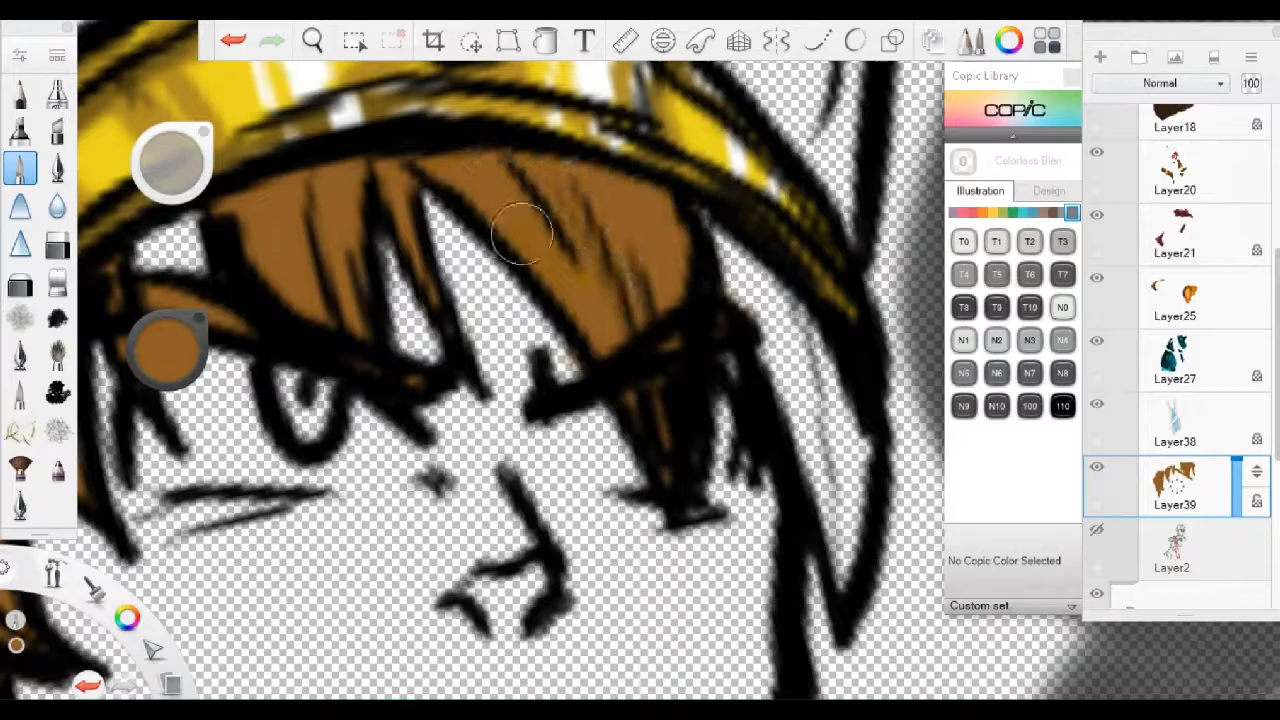 Copic Library
COPIC
0 Colorless Blen.
Illustration Design
T0 T1 T2 T3
T4 T5 T6 T7
T8 T9 T10 N0
N1 N2 N3 N4
N5 N6 N7 N8
N9 N10 100 110
No Copic Color Selected
Custom set
Normal 100
Layer18
Layer20
Layer21
Layer25
Layer27
Layer38
Layer39
Layer2